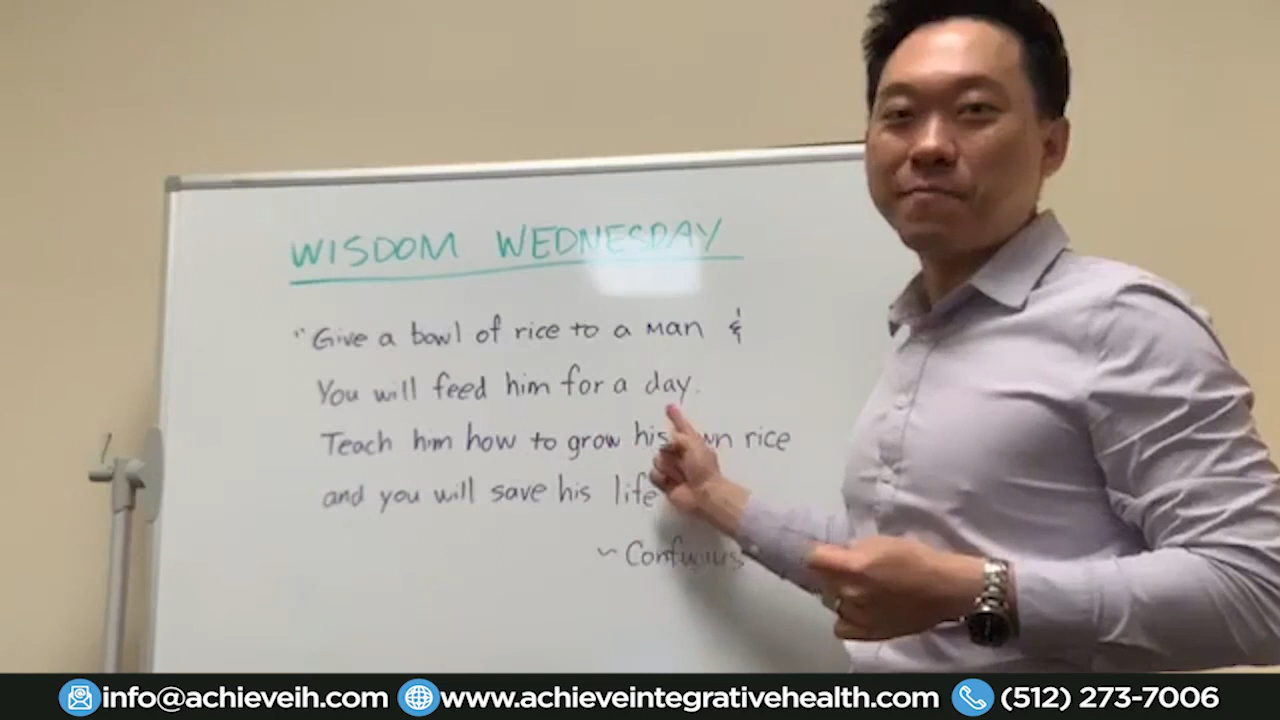 WISDOM WEDNESDAY
"Give a bowl of rice to a man &
You will feed him for a day.
Teach him how to grow his own rice
and you will save his life
~ Confucius
info@achieveih.com www.achieveintegrativehealth.com (512) 273-7006